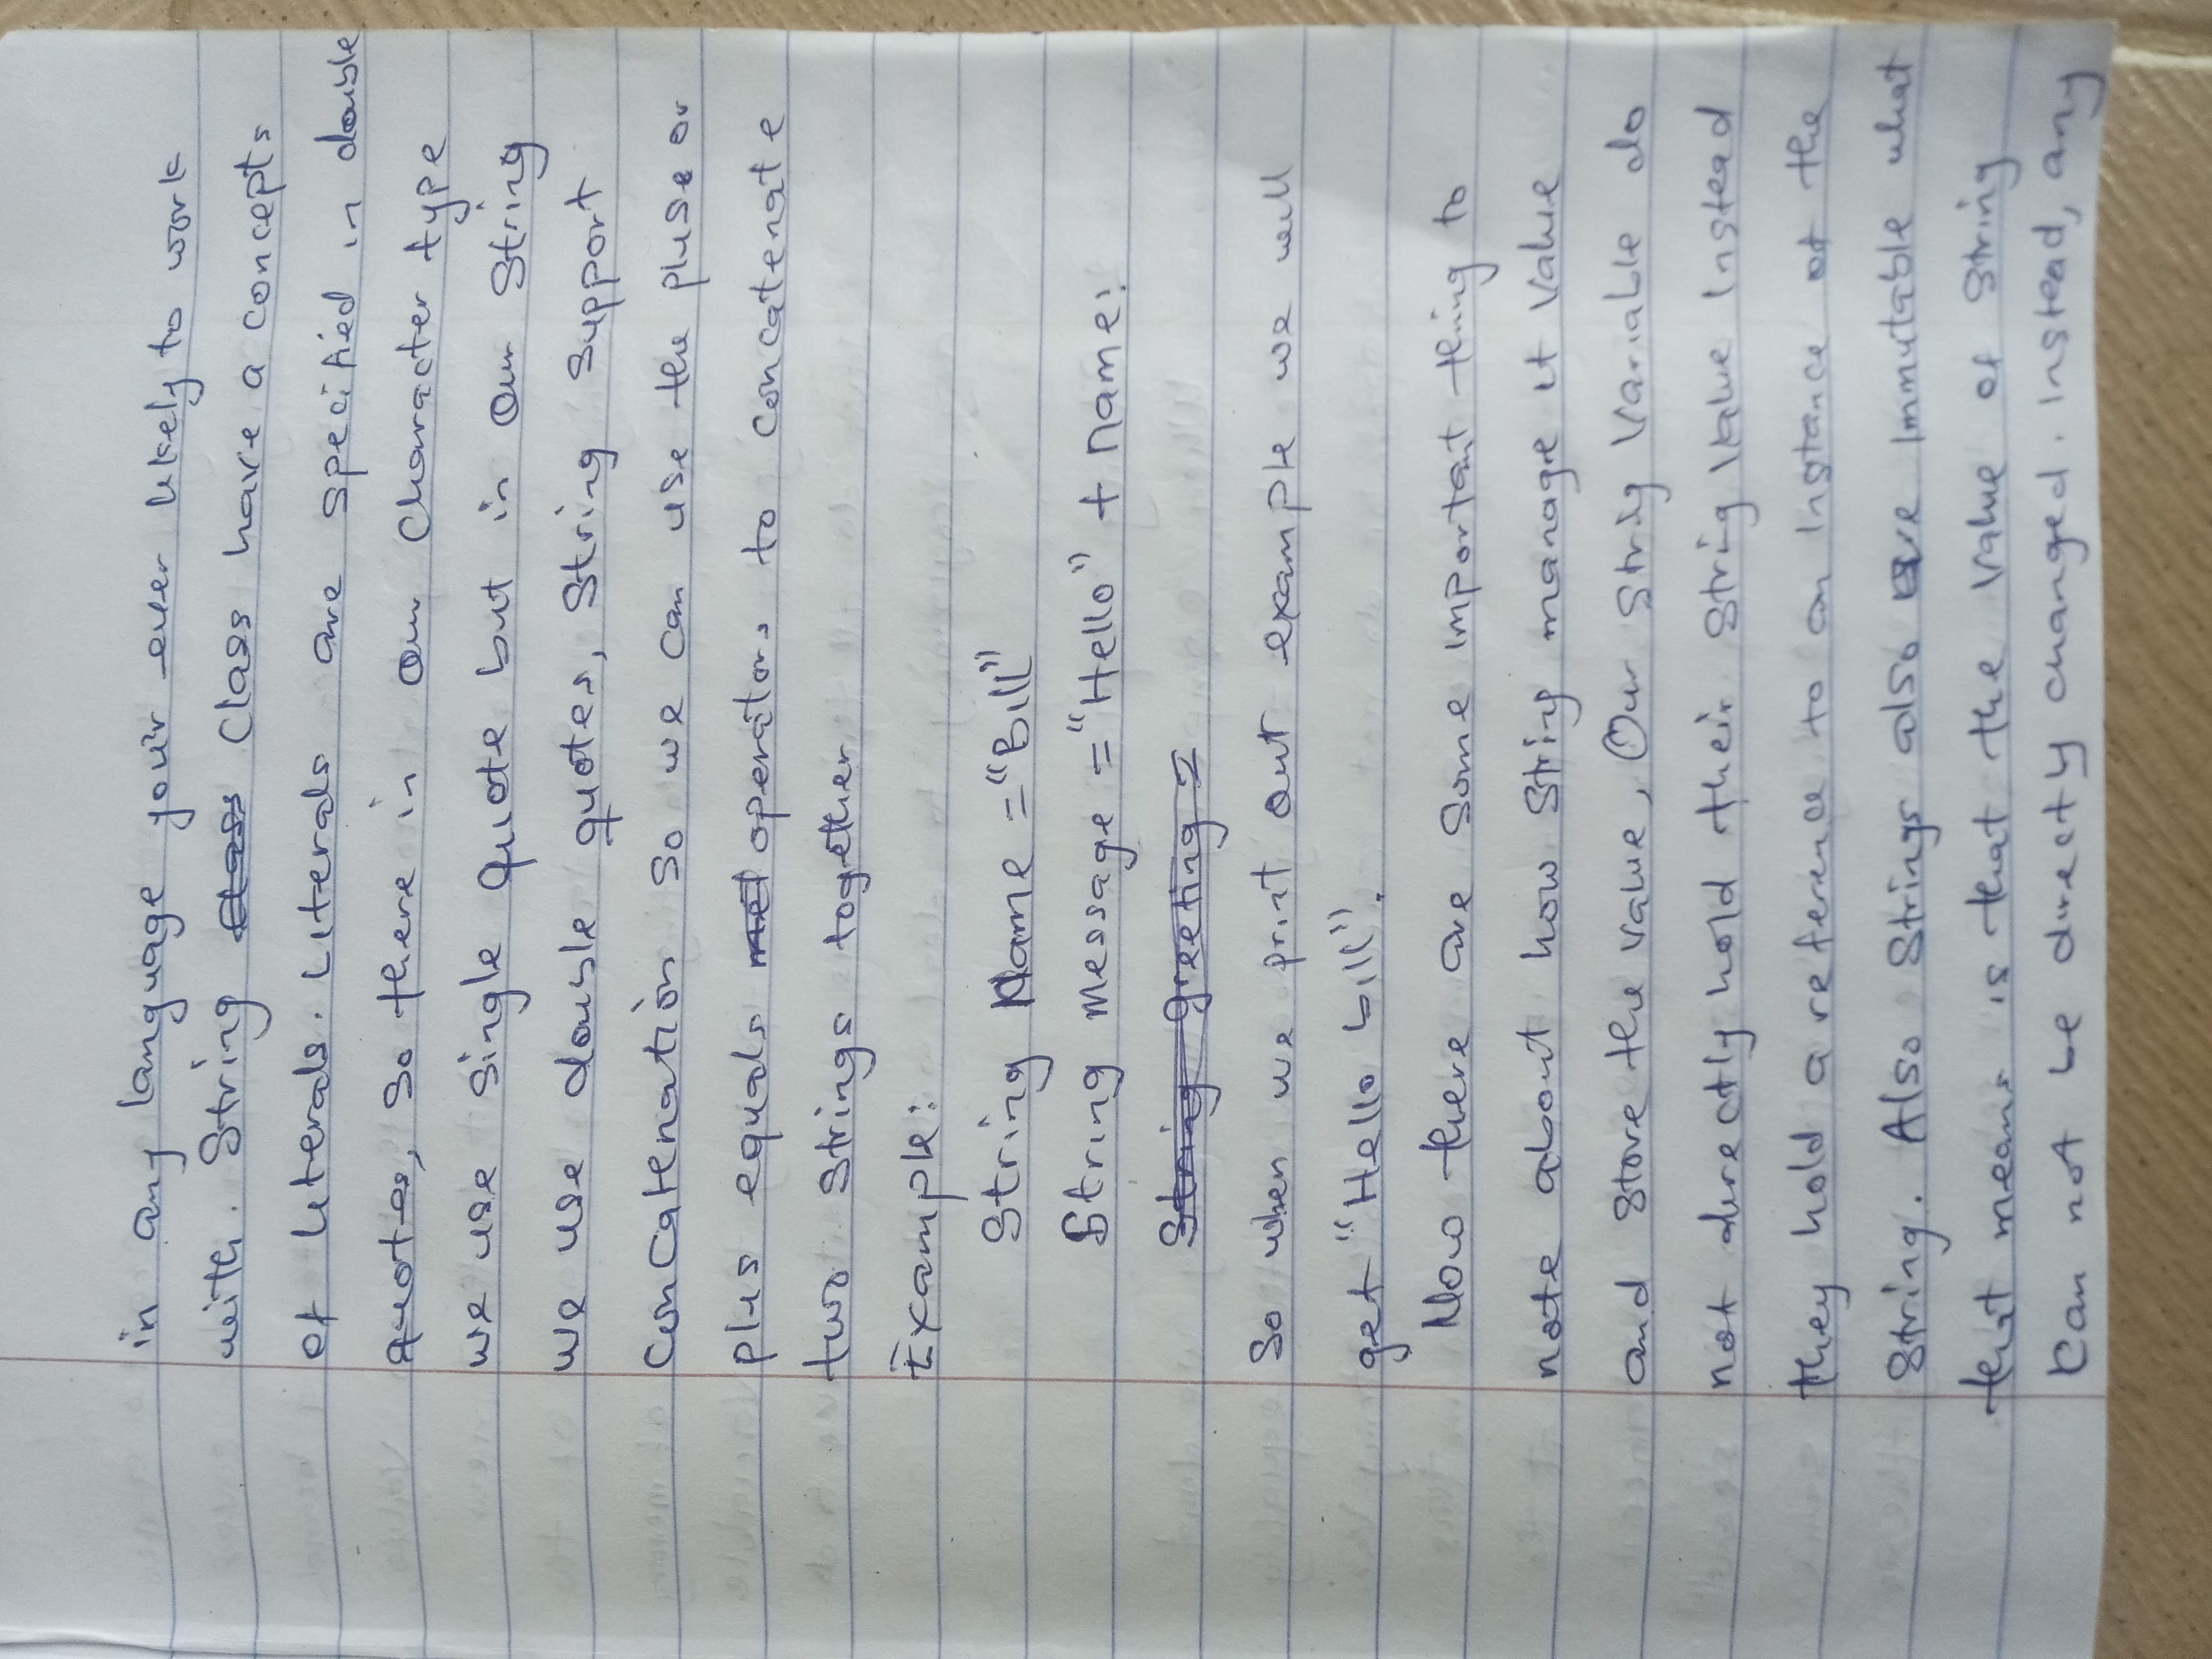 in any language your ever likely to work
with. String class Class have a concepts
of literals. Literals are specified in double
quotes, so there in our Character type
we use single quote but in our String
we use double quotes, String support
Concatenation so we can use the pluse or
plus equals met operators to concatenate
two strings together
Example:
String Name = "Bill"
String message = "Hello" + name;
String greeting =
So when we print out example we will
get "Hello bill".
Now there are some important thing to
note about how String manage it value
and store the value, Our Strig Variable do
not directly hold their String Value Instead
they hold a reference to an Instance of the
String. Also Strings also are Immutable what
that means is that the Value of String
can not be directy changed. Instead, any